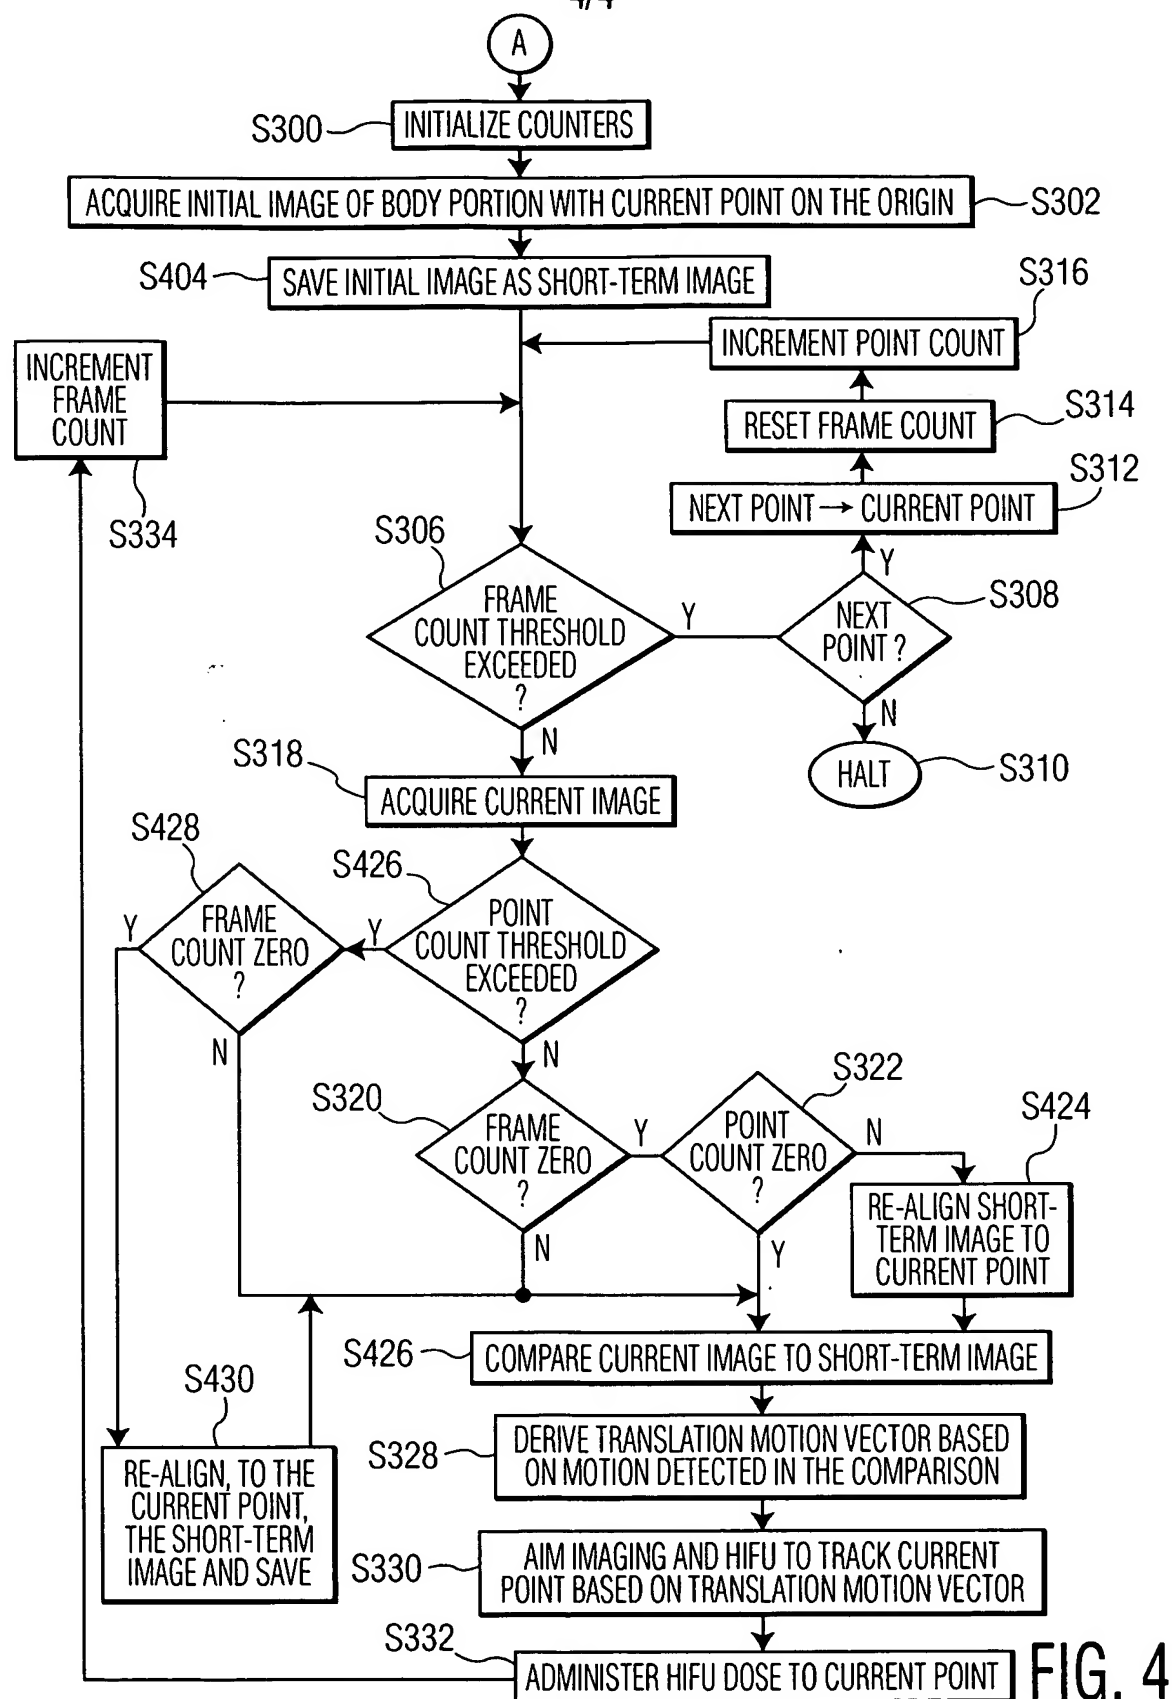 4/4
A
S300
INITIALIZE COUNTERS
ACQUIRE INITIAL IMAGE OF BODY PORTION WITH CURRENT POINT ON THE ORIGIN
S302
S404
SAVE INITIAL IMAGE AS SHORT-TERM IMAGE
S316
INCREMENT POINT COUNT
INCREMENT
FRAME
COUNT
S334
S314
RESET FRAME COUNT
S312
NEXT POINT → CURRENT POINT
S306
FRAME
COUNT THRESHOLD
EXCEEDED
?
Y
N
Y
S308
NEXT
POINT ?
N
HALT
S310
S318
ACQUIRE CURRENT IMAGE
S428
FRAME
COUNT ZERO
?
Y
N
S426
POINT
COUNT THRESHOLD
EXCEEDED
?
Y
N
S320
FRAME
COUNT ZERO
?
Y
N
S322
POINT
COUNT ZERO
?
N
Y
S424
RE-ALIGN SHORT-
TERM IMAGE TO
CURRENT POINT
S426
COMPARE CURRENT IMAGE TO SHORT-TERM IMAGE
S430
RE-ALIGN, TO THE
CURRENT POINT,
THE SHORT-TERM
IMAGE AND SAVE
S328
DERIVE TRANSLATION MOTION VECTOR BASED
ON MOTION DETECTED IN THE COMPARISON
S330
AIM IMAGING AND HIFU TO TRACK CURRENT
POINT BASED ON TRANSLATION MOTION VECTOR
S332
ADMINISTER HIFU DOSE TO CURRENT POINT
FIG. 4